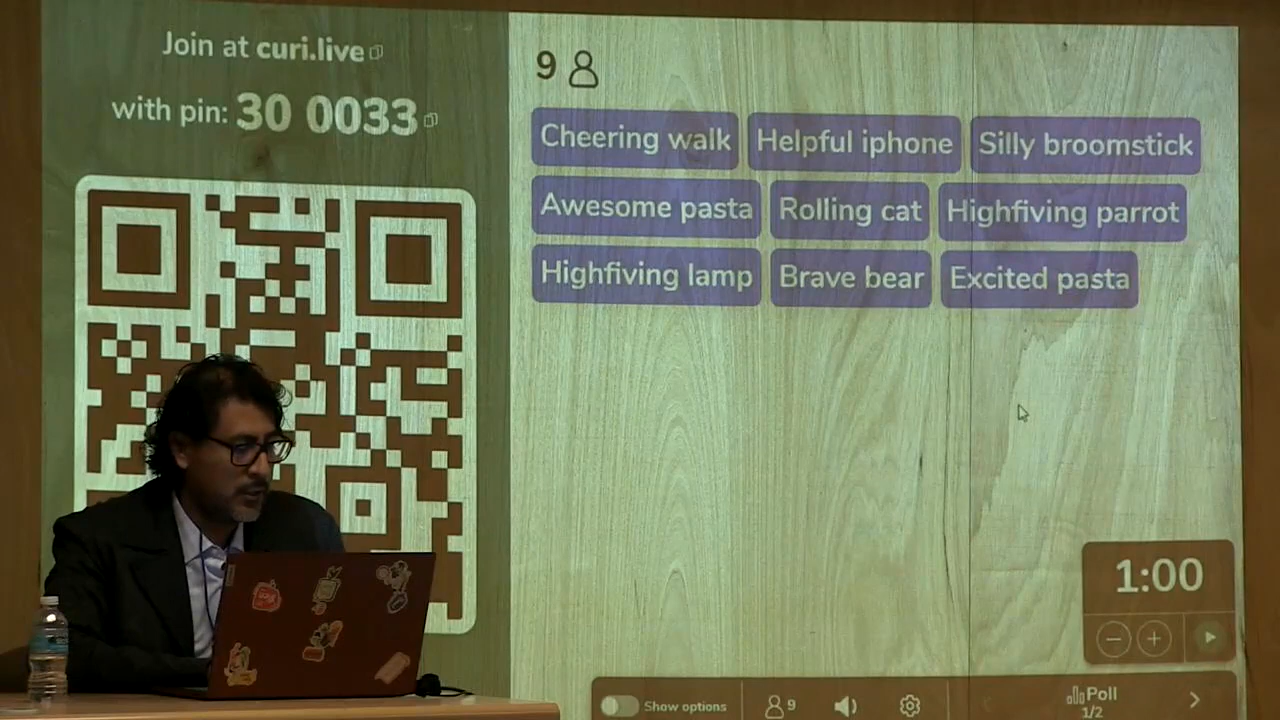 Join at curi.live
with pin: 30 0033
9
Cheering walk Helpful iphone Silly broomstick
Awesome pasta Rolling cat Highfiving parrot
Highfiving lamp Brave bear Excited pasta
1:00
Show options 9 Poll
1/2